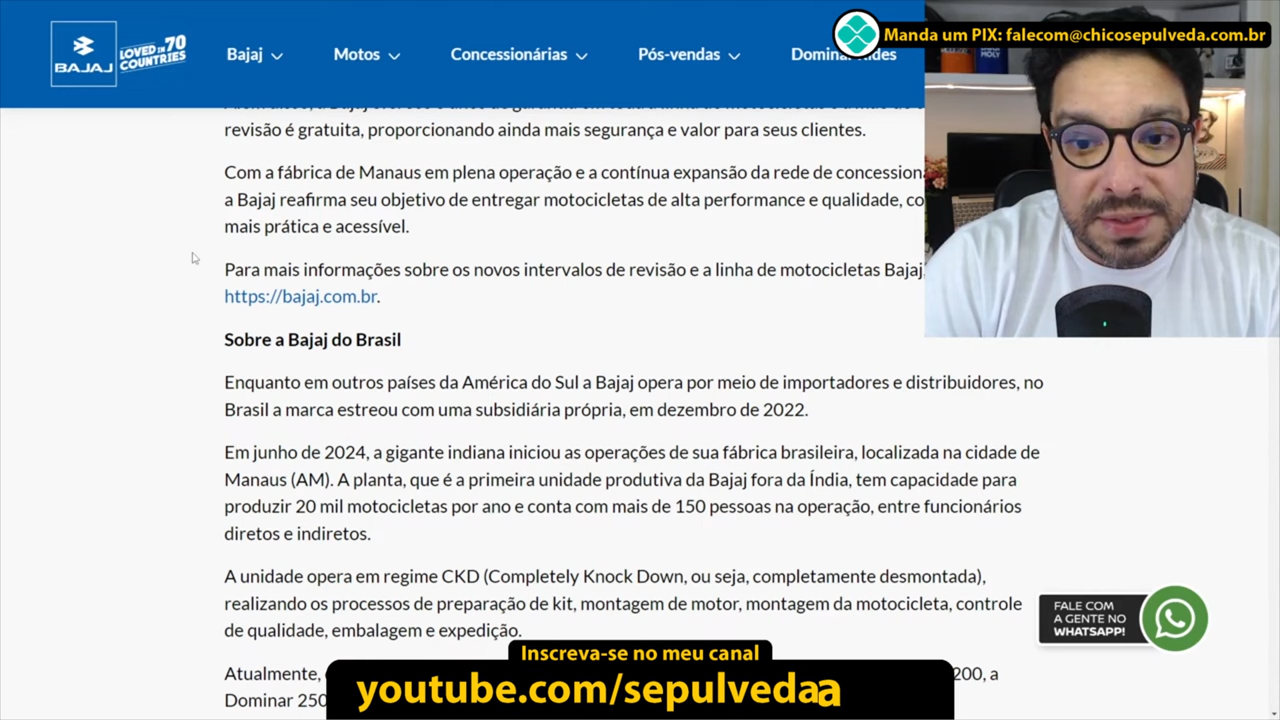 BAJAJ
LOVED IN 70
COUNTRIES
Bajaj
Motos
Concessionárias
Pós-vendas
Dominar Rides
Manda um PIX: falecom@chicosepulveda.com.br
MOLY
revisão é gratuita, proporcionando ainda mais segurança e valor para seus clientes.
Com a fábrica de Manaus em plena operação e a contínua expansão da rede de concession
a Bajaj reafirma seu objetivo de entregar motocicletas de alta performance e qualidade, co
mais prática e acessível.
Para mais informações sobre os novos intervalos de revisão e a linha de motocicletas Bajaj,
https://bajaj.com.br.
Sobre a Bajaj do Brasil
Enquanto em outros países da América do Sul a Bajaj opera por meio de importadores e distribuidores, no
Brasil a marca estreou com uma subsidiária própria, em dezembro de 2022.
Em junho de 2024, a gigante indiana iniciou as operações de sua fábrica brasileira, localizada na cidade de
Manaus (AM). A planta, que é a primeira unidade produtiva da Bajaj fora da Índia, tem capacidade para
produzir 20 mil motocicletas por ano e conta com mais de 150 pessoas na operação, entre funcionários
diretos e indiretos.
A unidade opera em regime CKD (Completely Knock Down, ou seja, completamente desmontada),
realizando os processos de preparação de kit, montagem de motor, montagem da motocicleta, controle
de qualidade, embalagem e expedição.
FALE COM
A GENTE NO
WHATSAPP!
Atualmente, 200, a
Dominar 250
Inscreva-se no meu canal
youtube.com/sepulvedaa